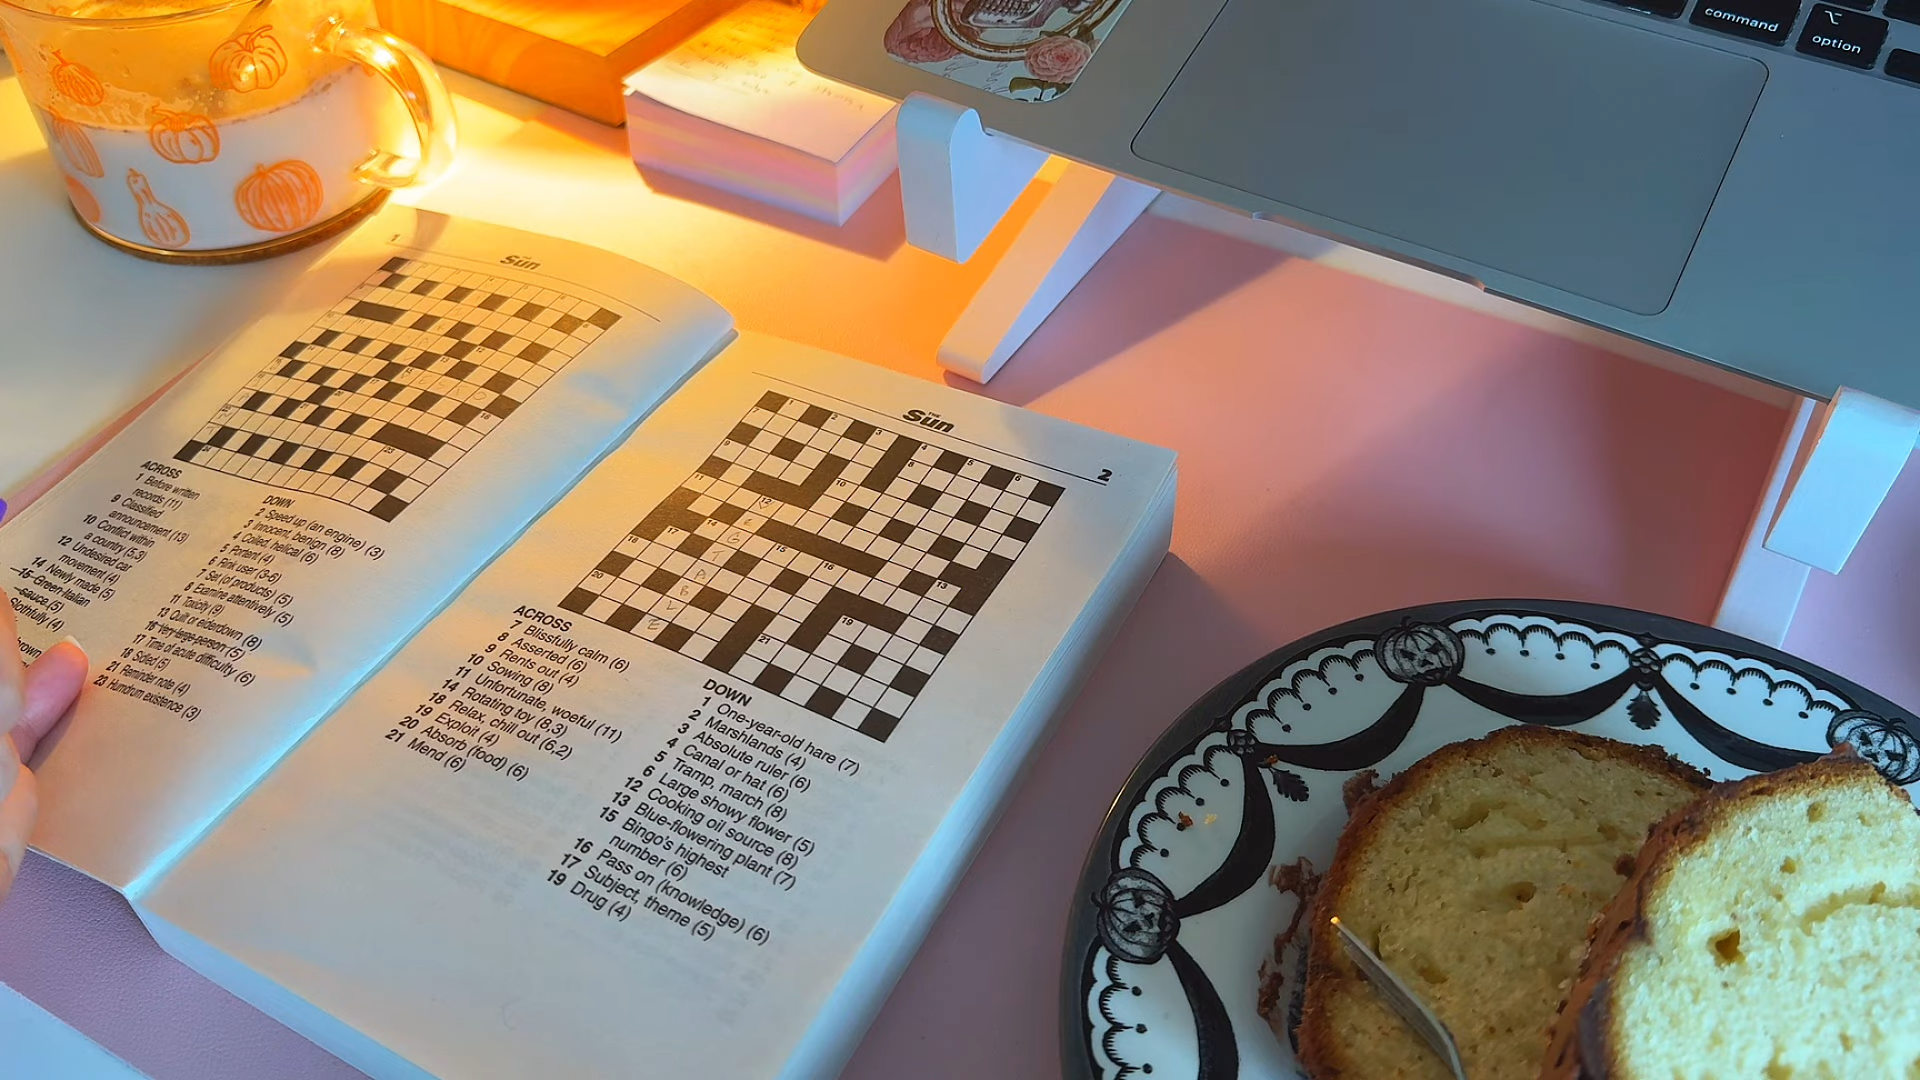 command
option
1
THE
Sun
ACROSS
1 Before written
records (11)
9 Classified
announcement (13)
10 Conflict within
a country (5,3)
12 Undesired car
movement (4)
14 Newly made (5)
15 Green Italian
sauce (5)
Slothfully (4)
DOWN
2 Speed up (an engine) (3)
3 Innocent, benign (8)
4 Coiled, helical (6)
5 Portent (4)
6 Rink user (3-6)
7 Set (of products) (5)
8 Examine attentively (5)
11 Toxicity (9)
13 Quilt or eiderdown (8)
16 Very large person (5)
17 Time of acute difficulty (6)
18 Sided (5)
21 Reminder note (4)
23 Humdrum existence (3)
THE
Sun
2
V
E
G
T
A
B
L
E
ACROSS
7 Blissfully calm (6)
8 Asserted (6)
9 Rents out (4)
10 Sowing (8)
11 Unfortunate, woeful (11)
14 Rotating toy (8,3)
18 Relax, chill out (6,2)
19 Exploit (4)
20 Absorb (food) (6)
21 Mend (6)
DOWN
1 One-year-old hare (7)
2 Marshlands (4)
3 Absolute ruler (6)
4 Canal or hat (6)
5 Tramp, march (8)
6 Large showy flower (5)
12 Cooking oil source (8)
13 Blue-flowering plant (7)
15 Bingo's highest
number (6)
16 Pass on (knowledge) (6)
17 Subject, theme (5)
19 Drug (4)